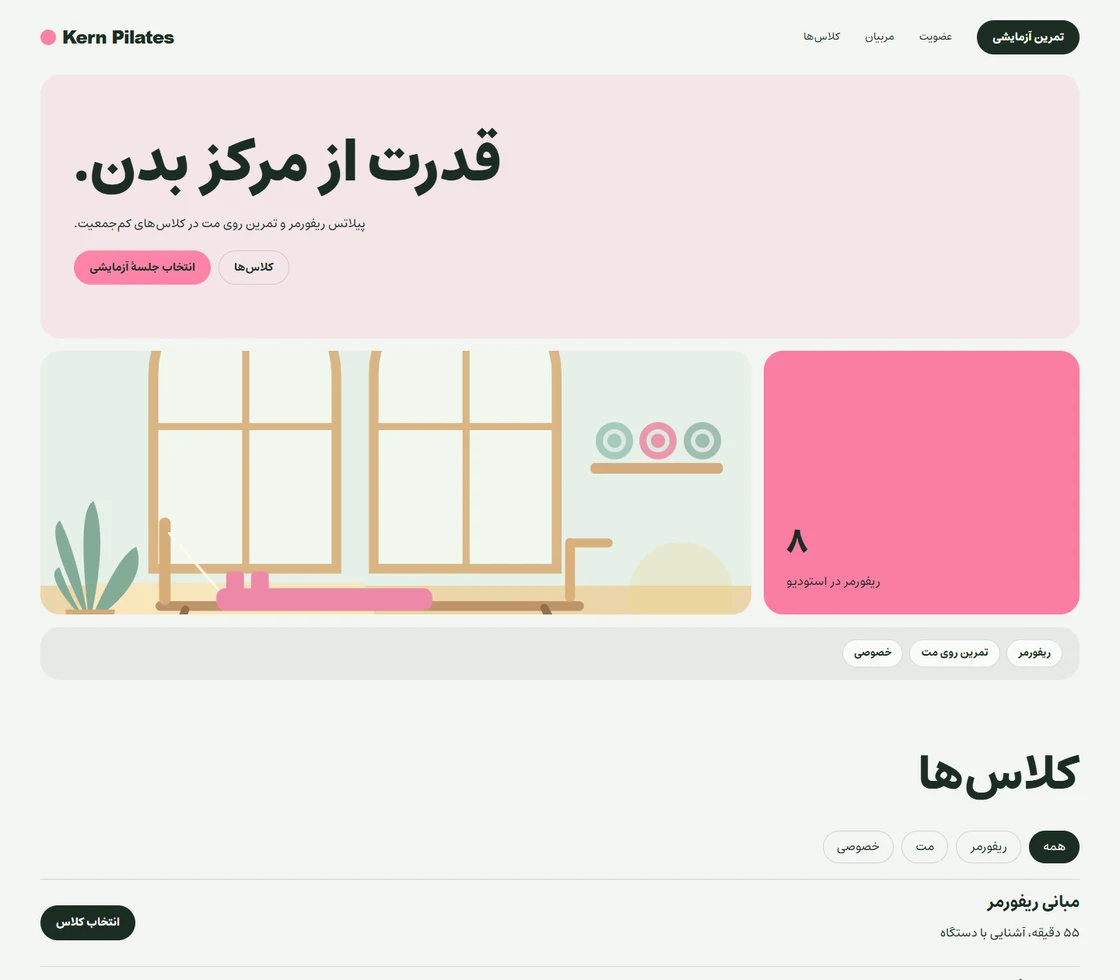 Kern Pilates
کلاس‌ها
مربیان
عضویت
تمرین آزمایشی
قدرت از مرکز بدن.
پیلاتس ریفورمر و تمرین روی مت در کلاس‌های کم‌جمعیت.
انتخاب جلسهٔ آزمایشی
کلاس‌ها
۸
ریفورمر در استودیو
ریفورمر
تمرین روی مت
خصوصی
کلاس‌ها
همه
ریفورمر
مت
خصوصی
مبانی ریفورمر
۵۵ دقیقه، آشنایی با دستگاه
انتخاب کلاس